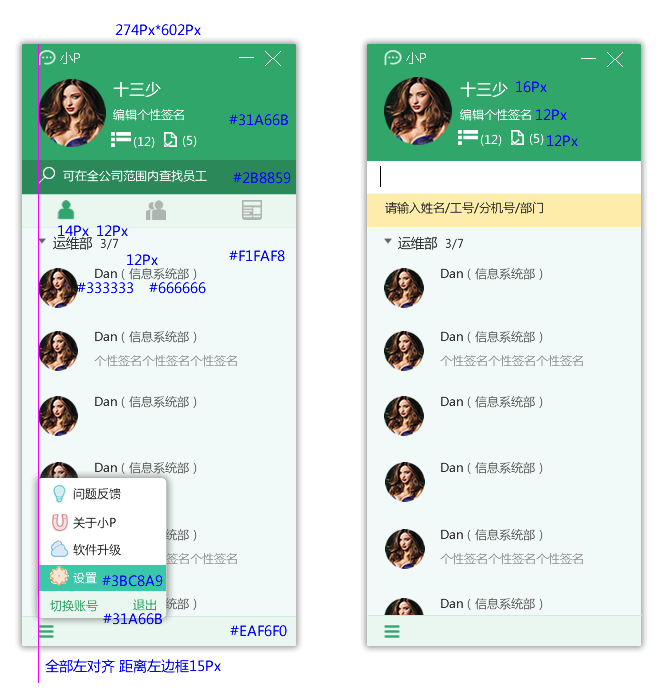 274Px*602Px
小P
十三少
编辑个性签名
#31A66B
(12) (5)
可在全公司范围内查找员工
#2B8859
14Px 12Px
运维部 3/7
12Px
#F1FAF8
Dan（信息系统部）
#333333 #666666
Dan（信息系统部）
个性签名个性签名个性签名
Dan（信息系统部）
Dan（信息系统部）
问题反馈
关于小P
软件升级
设置
#3BC8A9
切换账号
退出
#31A66B
信息系统部）
个性签名
信息系统部）
#EAF6F0
全部左对齐 距离左边框15Px
小P
十三少 16Px
编辑个性签名 12Px
(12) (5) 12Px
请输入姓名/工号/分机号/部门
运维部 3/7
Dan（信息系统部）
Dan（信息系统部）
个性签名个性签名个性签名
Dan（信息系统部）
Dan（信息系统部）
Dan（信息系统部）
个性签名个性签名个性签名
Dan（信息系统部）